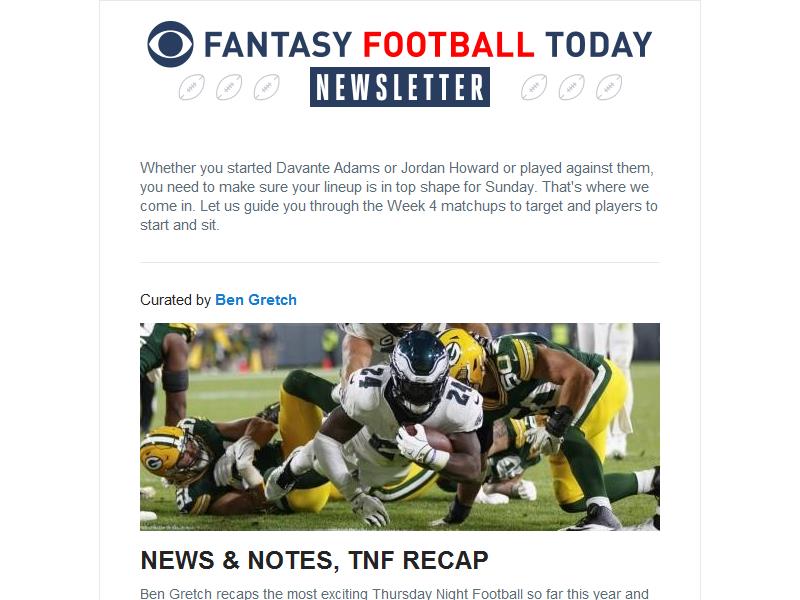 FANTASY FOOTBALL TODAY
NEWSLETTER
Whether you started Davante Adams or Jordan Howard or played against them,
you need to make sure your lineup is in top shape for Sunday. That's where we
come in. Let us guide you through the Week 4 matchups to target and players to
start and sit.
Curated by Ben Gretch
24
24
NEWS & NOTES, TNF RECAP
Ben Gretch recaps the most exciting Thursday Night Football so far this year and